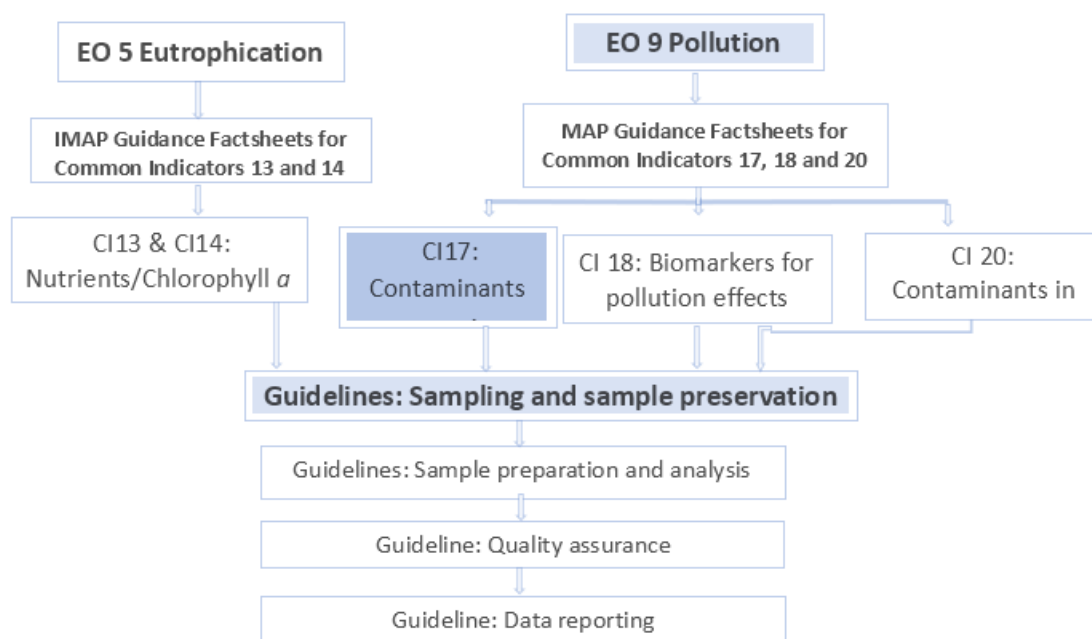 EO 5 Eutrophication
EO 9 Pollution
IMAP Guidance Factsheets for
Common Indicators 13 and 14
MAP Guidance Factsheets for
Common Indicators 17, 18 and 20
CI13 & CI14:
Nutrients/Chlorophyll a
CI17:
Contaminants
CI 18: Biomarkers for
pollution effects
CI 20:
Contaminants in
Guidelines: Sampling and sample preservation
Guidelines: Sample preparation and analysis
Guideline: Quality assurance
Guideline: Data reporting